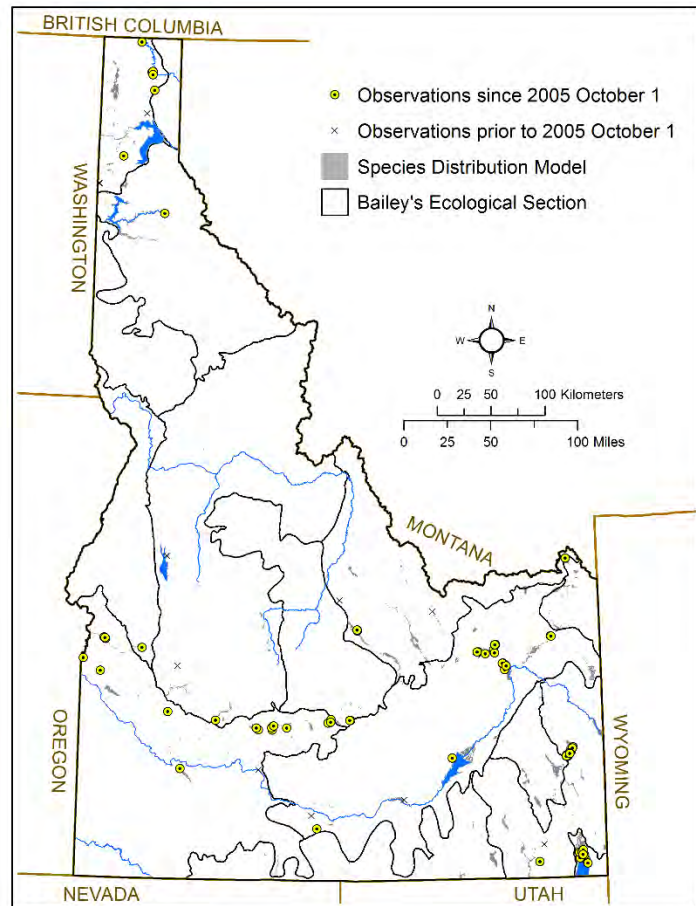 BRITISH COLUMBIA
Observations since 2005 October 1
Observations prior to 2005 October 1
Species Distribution Model
Bailey's Ecological Section
WASHINGTON
N
W E
S
0 25 50 100 Kilometers
0 25 50 100 Miles
MONTANA
OREGON
WYOMING
NEVADA
UTAH